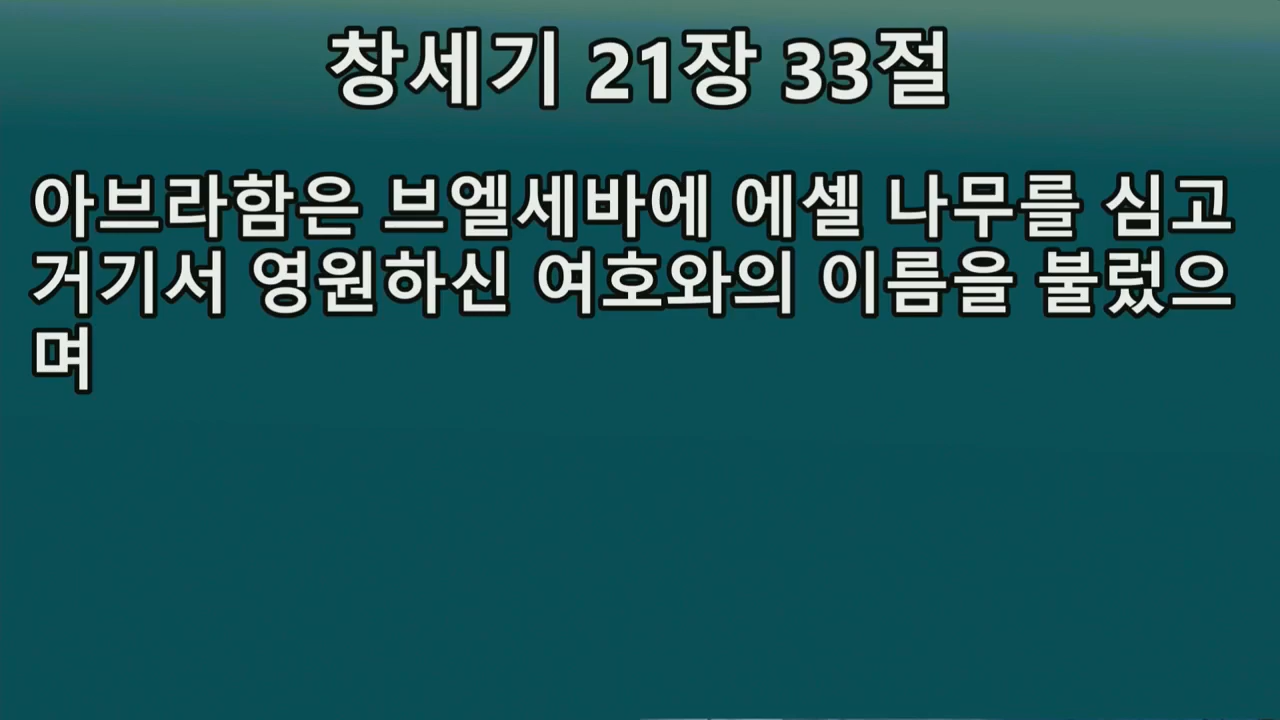 창세기 21장 33절
아브라함은 브엘세바에 에셀 나무를 심고
거기서 영원하신 여호와의 이름을 불렀으
며